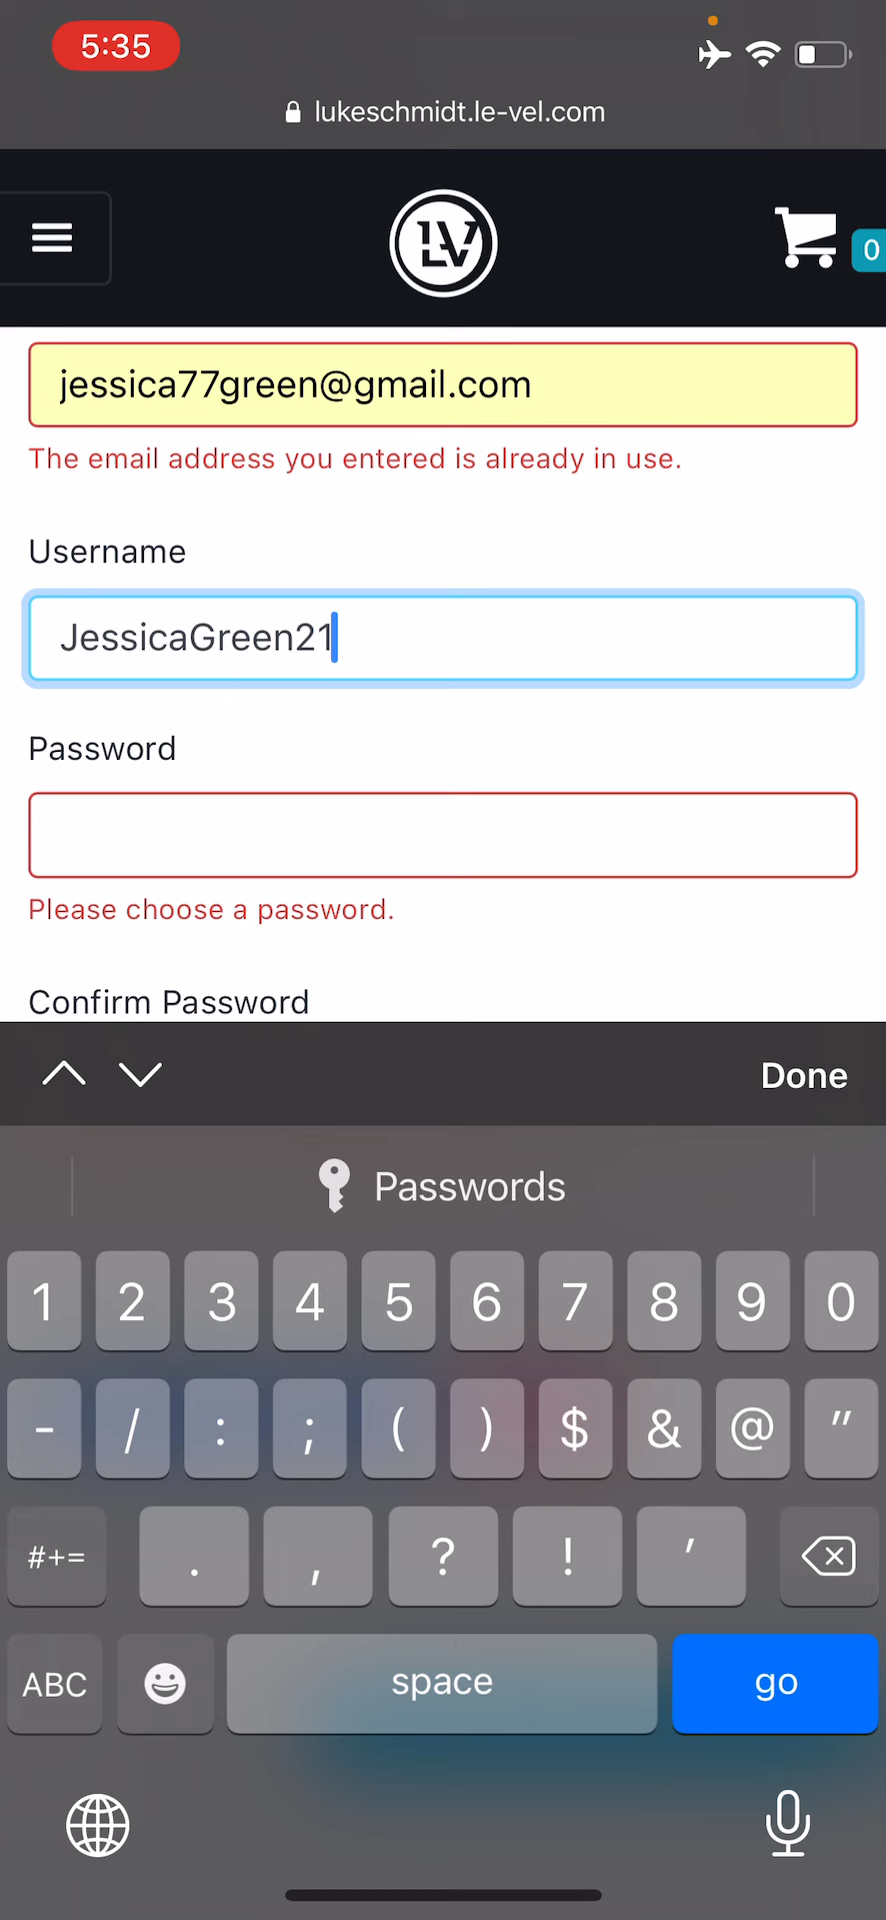 5:35
lukeschmidt.le-vel.com
LV
0
jessica77green@gmail.com
The email address you entered is already in use.
Username
JessicaGreen21
Password
Please choose a password.
Confirm Password
Done
Passwords
1 2 3 4 5 6 7 8 9 0
- / : ; ( ) $ & @ "
#+= . , ? ! '
ABC space go